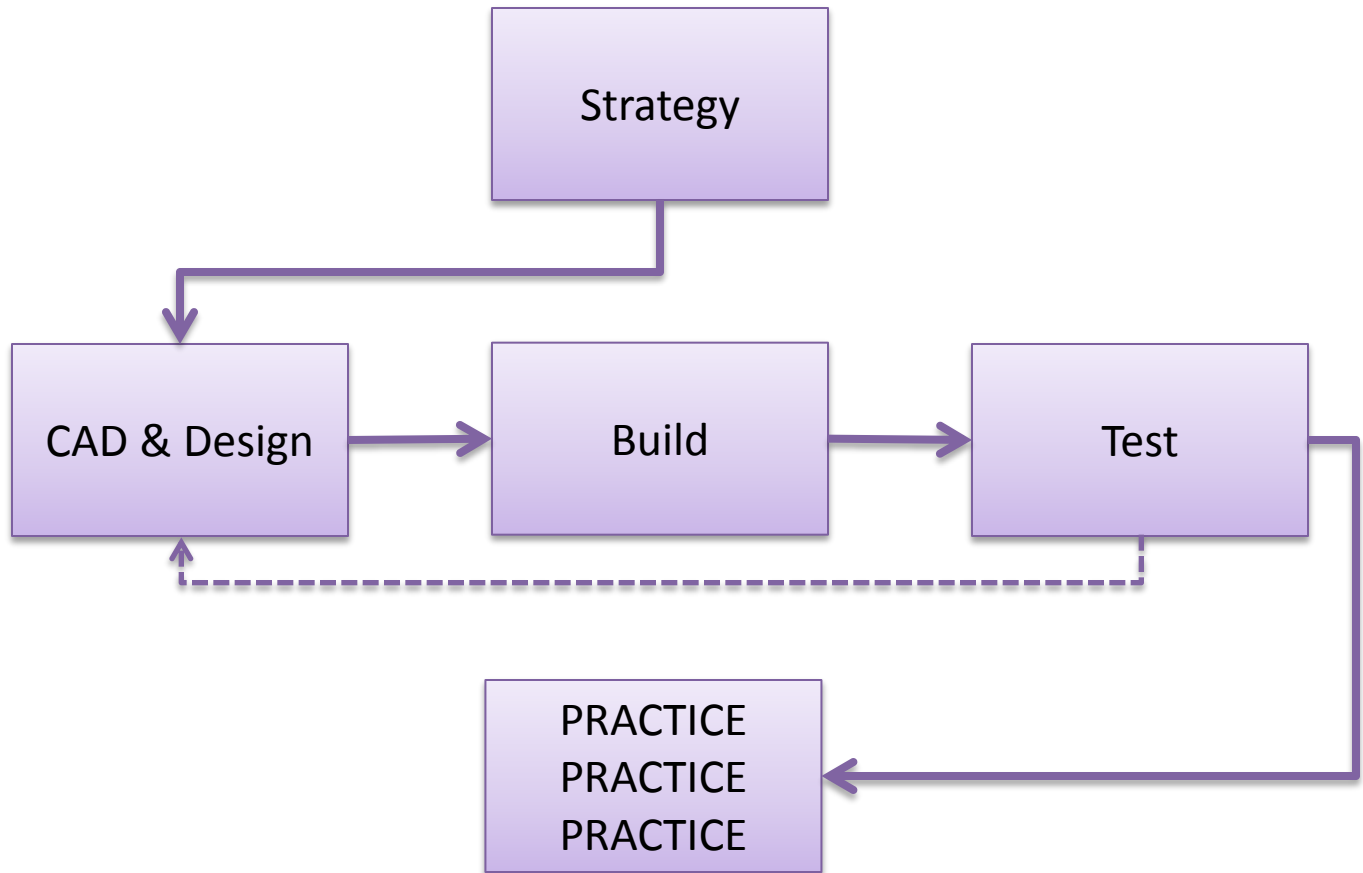 Strategy
CAD & Design
Build
Test
PRACTICE
PRACTICE
PRACTICE